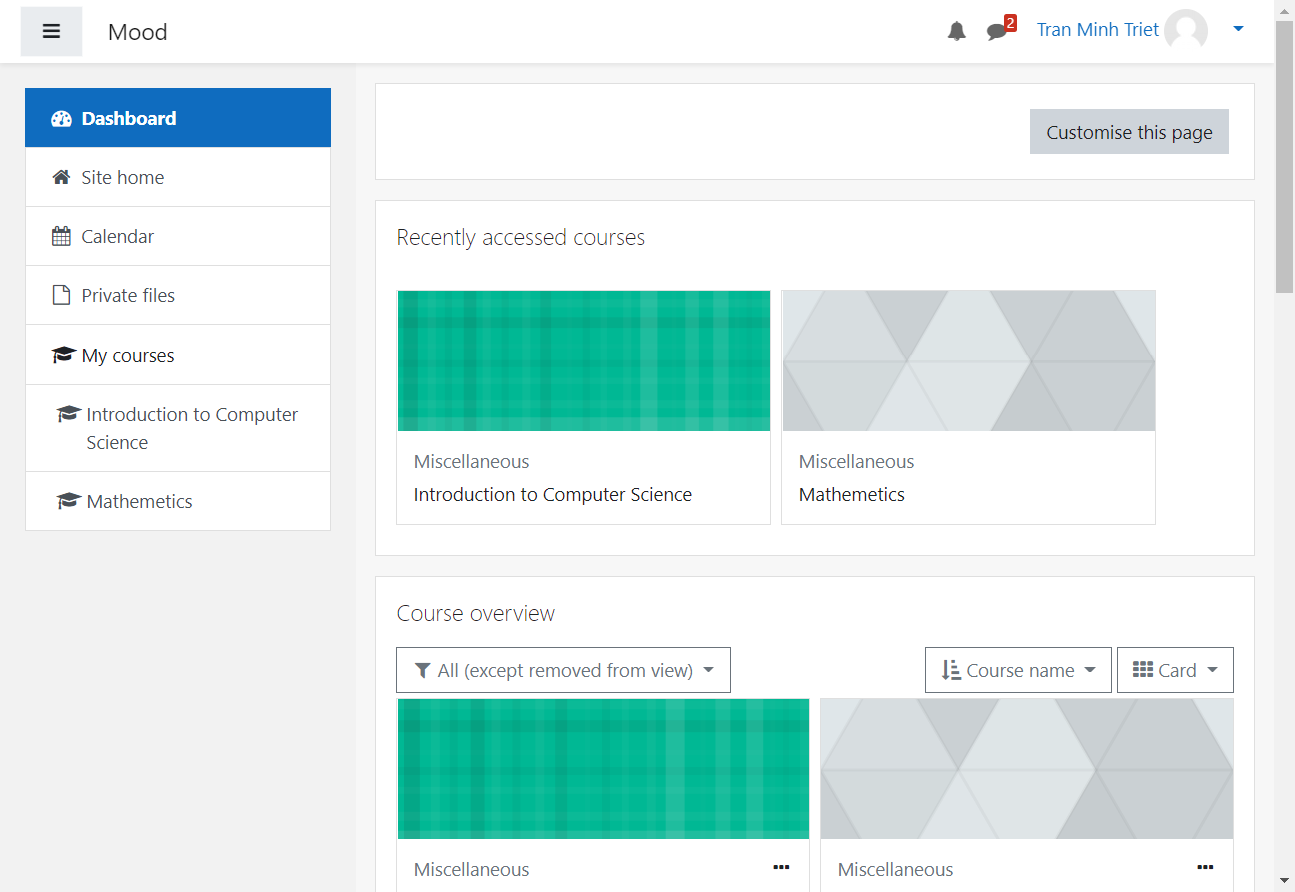 Mood
2
Tran Minh Triet
Dashboard
Site home
Calendar
Private files
My courses
Introduction to Computer
Science
Mathemetics
Customise this page
Recently accessed courses
Miscellaneous
Introduction to Computer Science
Miscellaneous
Mathemetics
Course overview
All (except removed from view)
Course name
Card
Miscellaneous
Miscellaneous